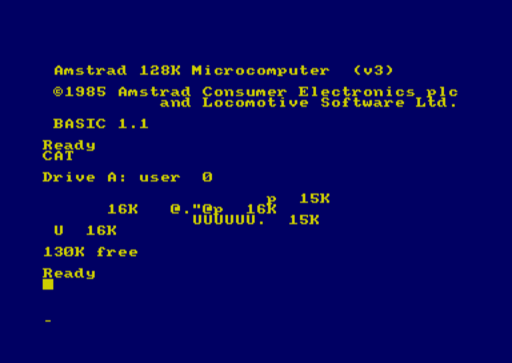 Amstrad 128K Microcomputer (v3)
©1985 Amstrad Consumer Electronics plc
and Locomotive Software Ltd.
BASIC 1.1
Ready
CAT
Drive A: user 0
p 15K
16K @."@p 16K
UUUUUU. 15K
U 16K
130K free
Ready